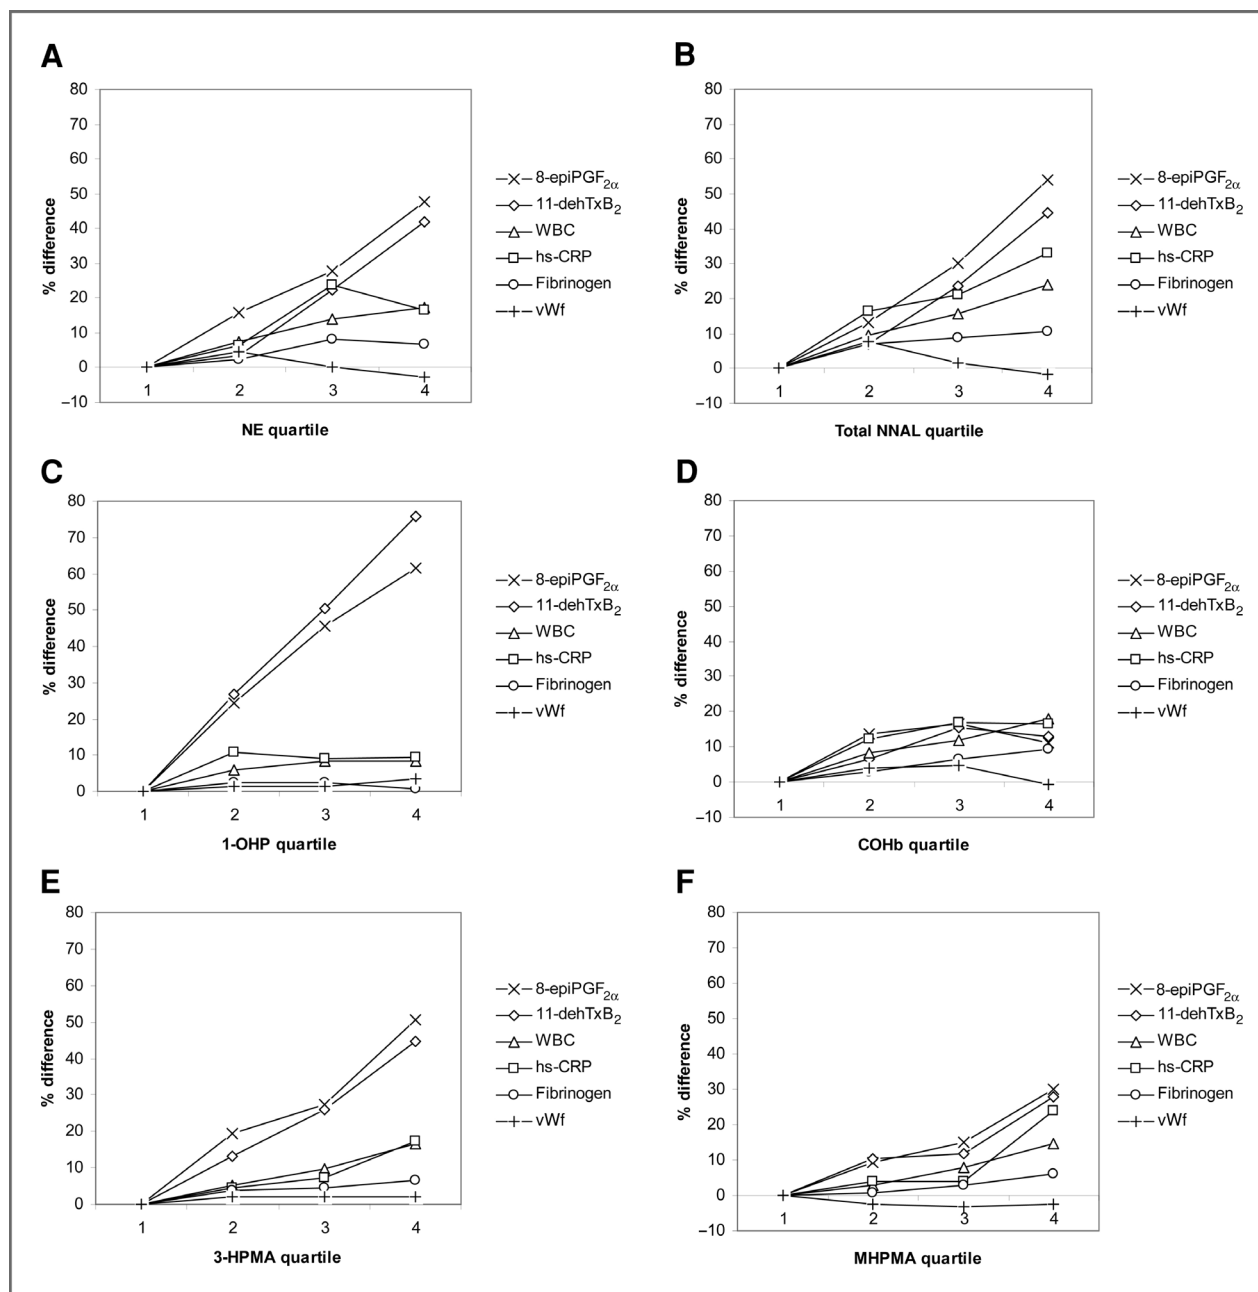 A
80
70
60
50
40
30
20
10
0
–10
% difference
1 2 3 4
NE quartile
8-epiPGF2α
11-dehTxB2
WBC
hs-CRP
Fibrinogen
vWf
B
80
70
60
50
40
30
20
10
0
–10
% difference
1 2 3 4
Total NNAL quartile
8-epiPGF2α
11-dehTxB2
WBC
hs-CRP
Fibrinogen
vWf
C
80
70
60
50
40
30
20
10
0
% difference
1 2 3 4
1-OHP quartile
8-epiPGF2α
11-dehTxB2
WBC
hs-CRP
Fibrinogen
vWf
D
80
70
60
50
40
30
20
10
0
–10
% difference
1 2 3 4
COHb quartile
8-epiPGF2α
11-dehTxB2
WBC
hs-CRP
Fibrinogen
vWf
E
80
70
60
50
40
30
20
10
0
% difference
1 2 3 4
3-HPMA quartile
8-epiPGF2α
11-dehTxB2
WBC
hs-CRP
Fibrinogen
vWf
F
80
70
60
50
40
30
20
10
0
–10
% difference
1 2 3 4
MHPMA quartile
8-epiPGF2α
11-dehTxB2
WBC
hs-CRP
Fibrinogen
vWf